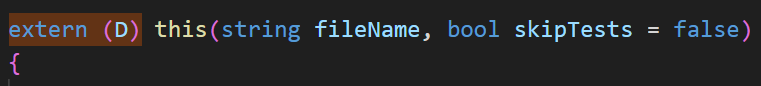 extern (D) this(string fileName, bool skipTests = false)
{